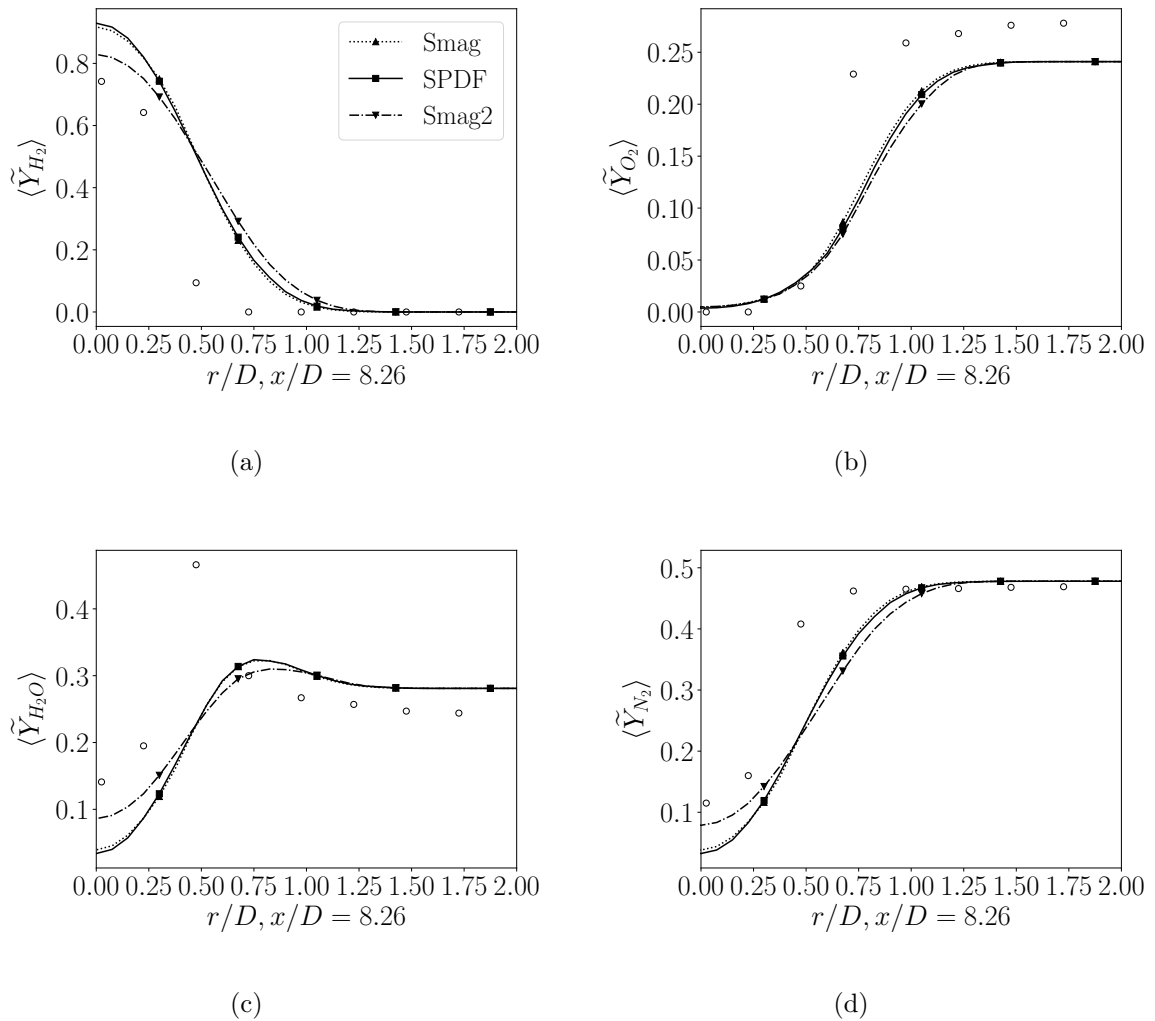 Smag
SPDF
Smag2
0.8
0.6
0.4
0.2
0.0
⟨Ỹ_{H_2}⟩
0.00 0.25 0.50 0.75 1.00 1.25 1.50 1.75 2.00
r/D, x/D = 8.26
(a)
0.25
0.20
0.15
0.10
0.05
0.00
⟨Ỹ_{O_2}⟩
0.00 0.25 0.50 0.75 1.00 1.25 1.50 1.75 2.00
r/D, x/D = 8.26
(b)
0.4
0.3
0.2
0.1
⟨Ỹ_{H_2O}⟩
0.00 0.25 0.50 0.75 1.00 1.25 1.50 1.75 2.00
r/D, x/D = 8.26
(c)
0.5
0.4
0.3
0.2
0.1
⟨Ỹ_{N_2}⟩
0.00 0.25 0.50 0.75 1.00 1.25 1.50 1.75 2.00
r/D, x/D = 8.26
(d)